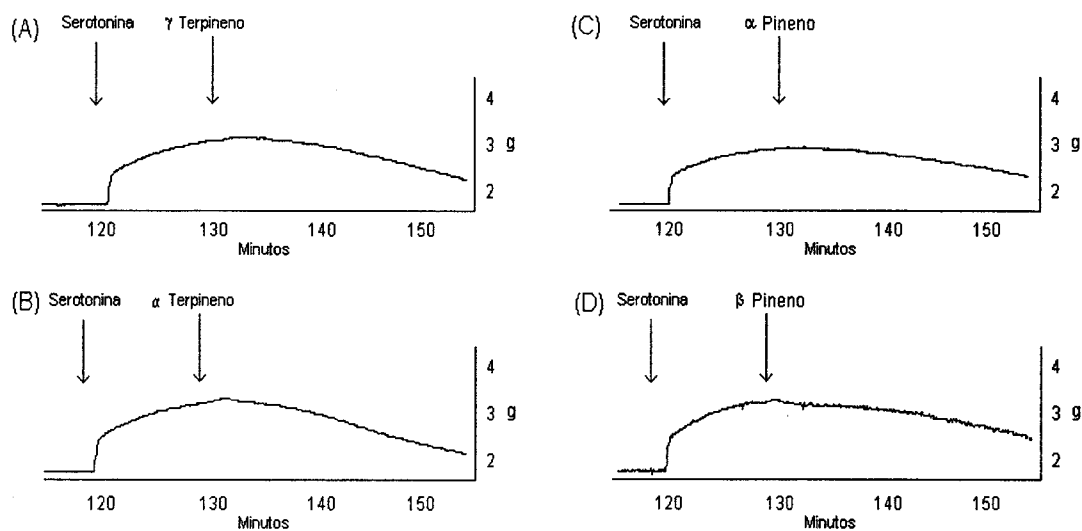 (A) Serotonina γ Terpineno
4
3 g
2
120 130 140 150
Minutos
(C) Serotonina α Pineno
4
3 g
2
120 130 140 150
Minutos
(B) Serotonina α Terpineno
4
3 g
2
120 130 140 150
Minutos
(D) Serotonina β Pineno
4
3 g
2
120 130 140 150
Minutos